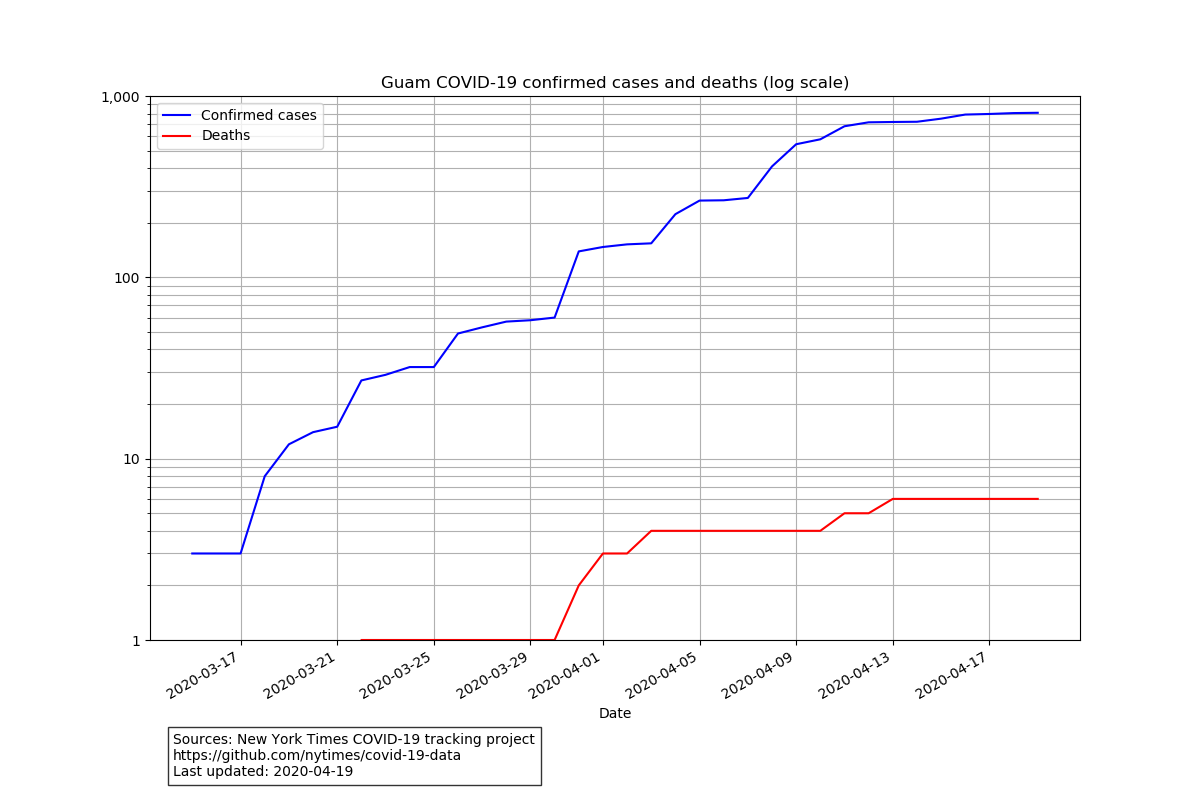 Guam COVID-19 confirmed cases and deaths (log scale)
1,000
Confirmed cases
Deaths
100
10
1
2020-03-17
2020-03-21
2020-03-25
2020-03-29
2020-04-01
2020-04-05
2020-04-09
2020-04-13
2020-04-17
Date
Sources: New York Times COVID-19 tracking project
https://github.com/nytimes/covid-19-data
Last updated: 2020-04-19